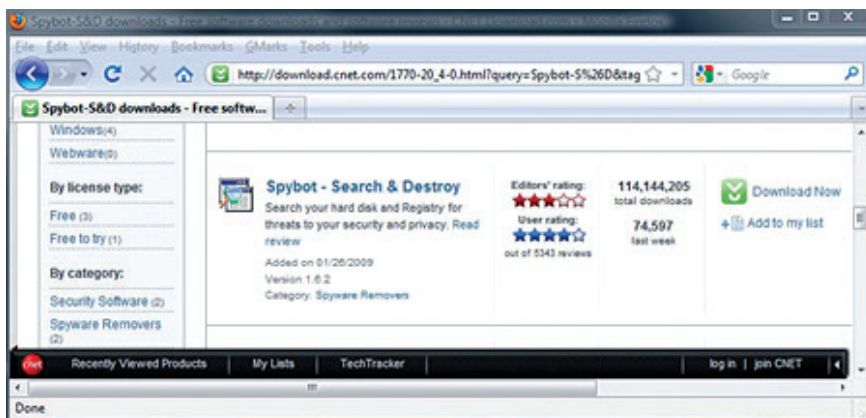 Spybot-S&D downloads - Free software downloads and
File Edit View History Bookmarks GMarks Tools Help
http://download.cnet.com/1770-20_4-0.html?query=Spybot-S%26D&tag
Google
Spybot-S&D downloads - Free softw...
Windows(4)
Webware(0)
By license type:
Free (3)
Free to try (1)
By category:
Security Software (2)
Spyware Removers
(2)
Spybot - Search & Destroy
Search your hard disk and Registry for
threats to your security and privacy. Read
review
Added on 01/26/2009
Version 1.6.2
Category: Spyware Removers
Editors' rating:
User rating:
out of 5343 reviews
114,144,205
total downloads
74,597
last week
Download Now
+ Add to my list
cnet Recently Viewed Products | My Lists | TechTracker | log in | join CNET
Done